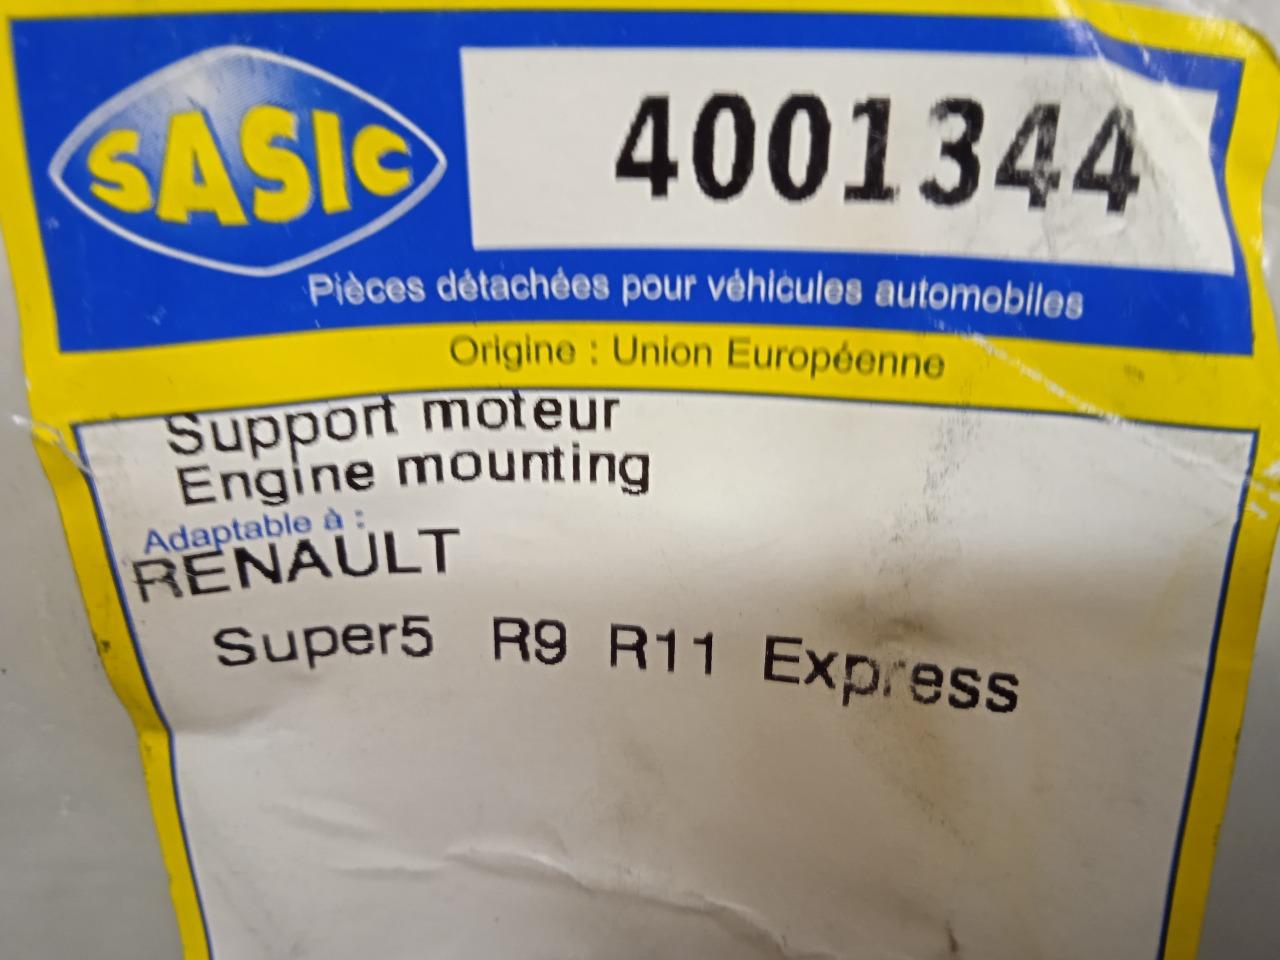 SASIC
4001344
Pièces détachées pour véhicules automobiles
Origine : Union Européenne
Support moteur
Engine mounting
Adaptable à :
RENAULT
Super5 R9 R11 Express